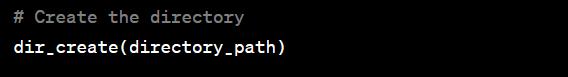 # Create the directory
dir_create(directory_path)